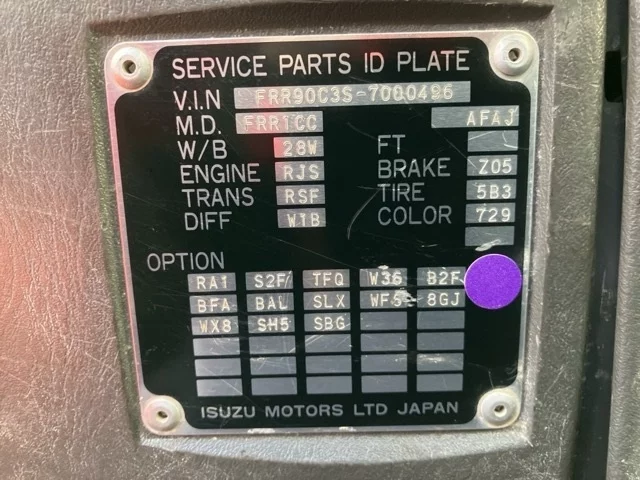 SERVICE PARTS ID PLATE
V.I.N FRR90C3S-7000496
M.D. FRR1CC AFAJ
W/B 28W FT
ENGINE RJS BRAKE Z05
TRANS RSF TIRE 5B3
DIFF W1B COLOR 729
OPTION
RA1 S2F TFQ W36 B2F
BFA BAL SLX WF5 8GJ
WX8 SH5 SBG
ISUZU MOTORS LTD JAPAN